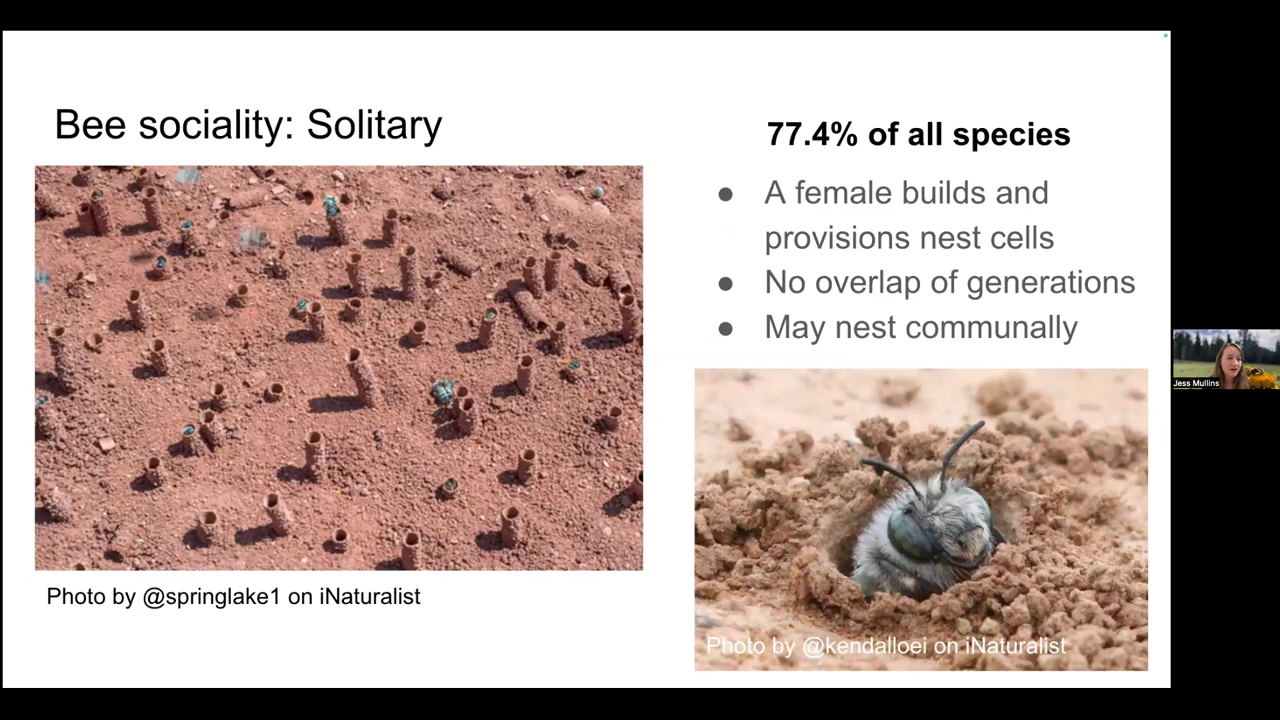 Bee sociality: Solitary
77.4% of all species
● A female builds and
provisions nest cells
● No overlap of generations
● May nest communally
Photo by @springlake1 on iNaturalist
Photo by @kendalloei on iNaturalist
Jess Mullins